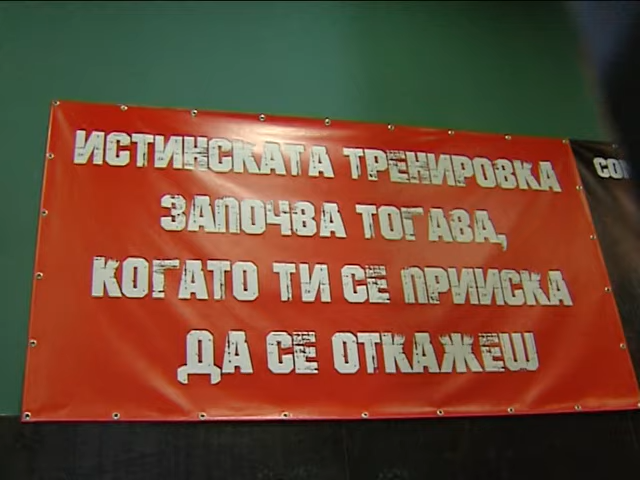 ИСТИНСКАТА ТРЕНИРОВКА
ЗАПОЧВА ТОГАВА,
КОГАТО ТИ СЕ ПРИИСКА
ДА СЕ ОТКАЖЕШ